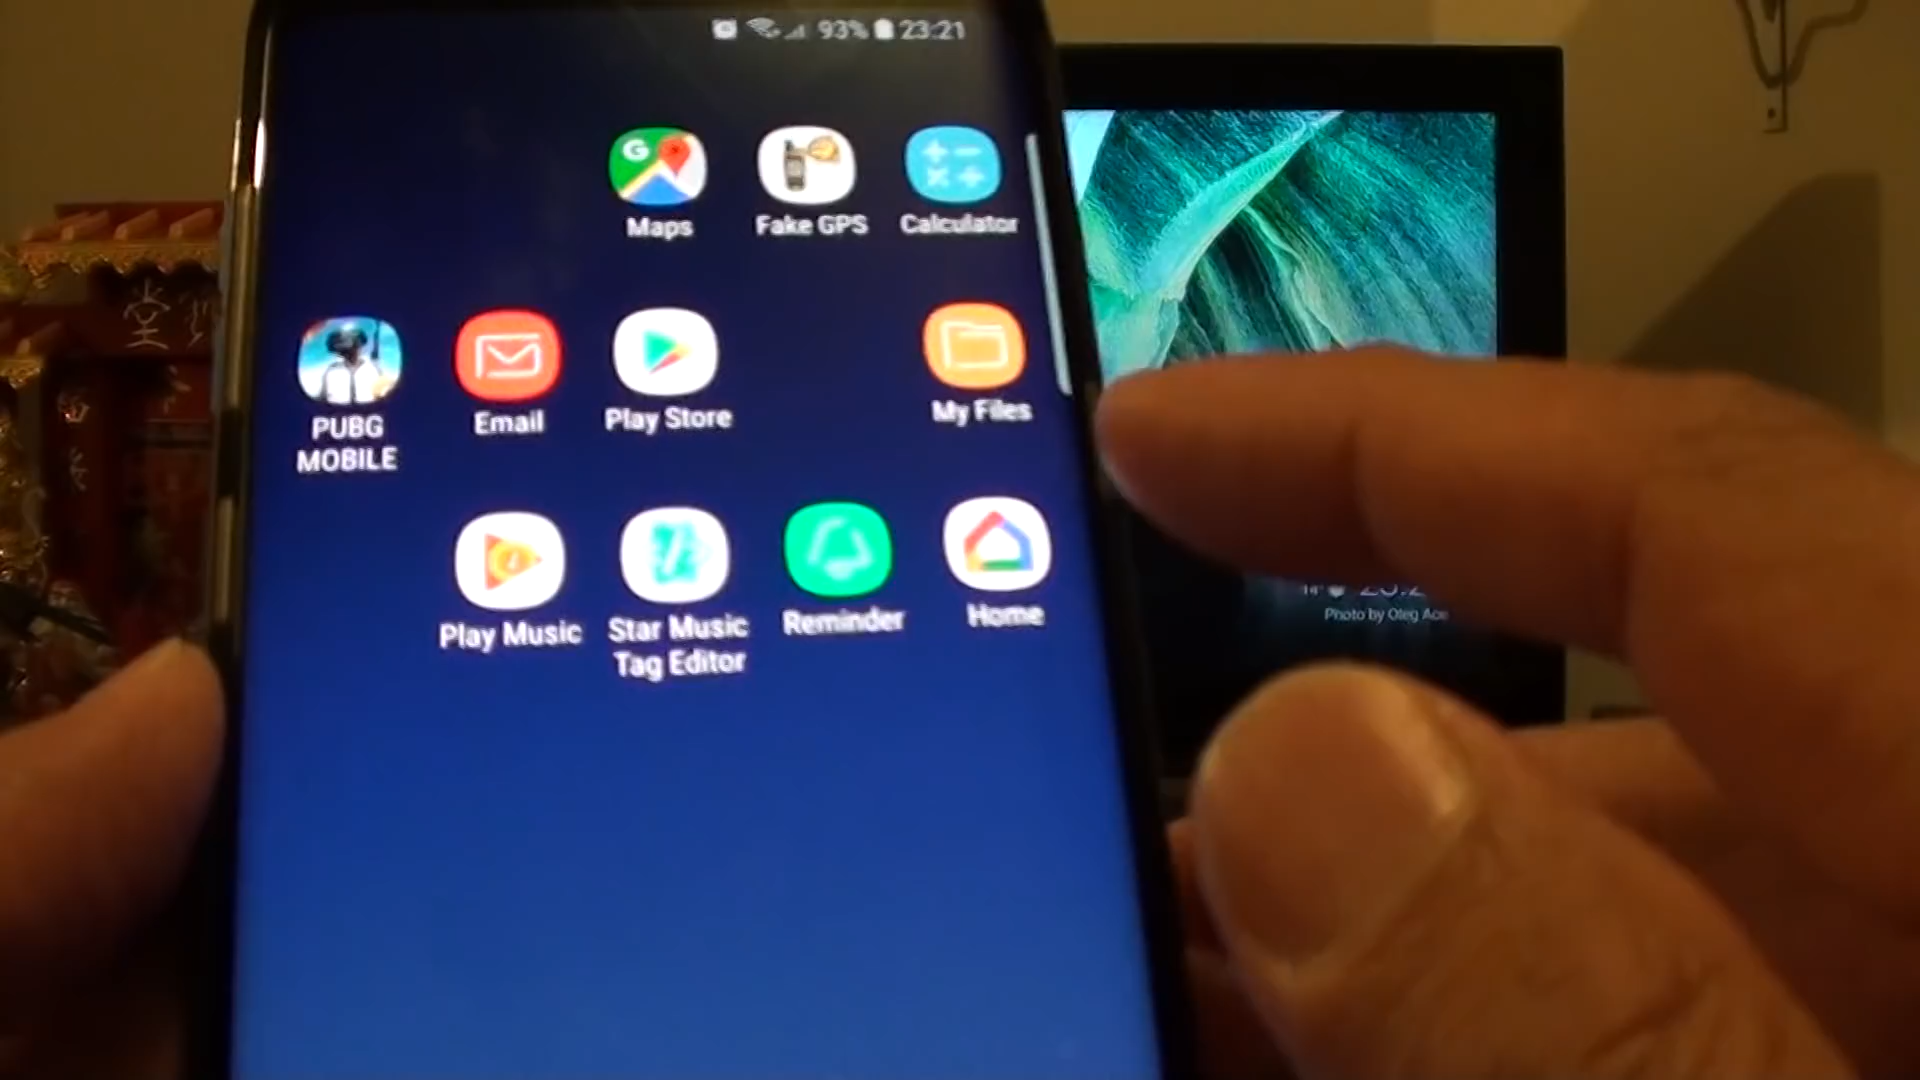 93% 23:21
Maps Fake GPS Calculator
PUBG
MOBILE
Email Play Store My Files
Play Music Star Music
Tag Editor
Reminder Home
Photo by Oleg
堂